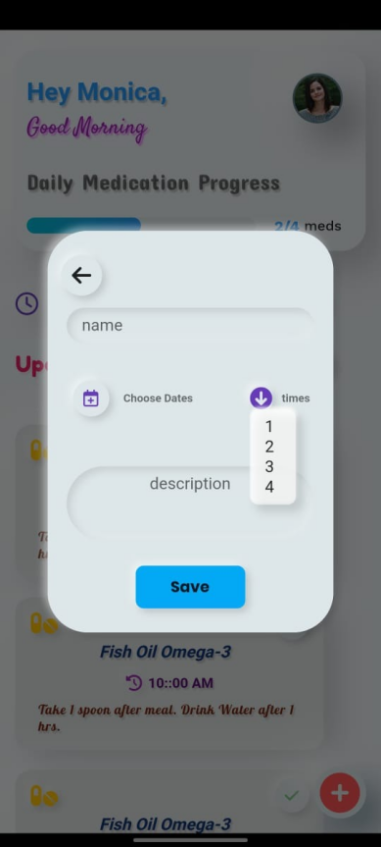 Hey Monica,
Good Morning
Daily Medication Progress
2/4 meds
Up
name
Choose Dates
times
1
2
3
4
description
Save
Fish Oil Omega-3
10::00 AM
Take 1 spoon after meal. Drink Water after 1
hrs.
Fish Oil Omega-3